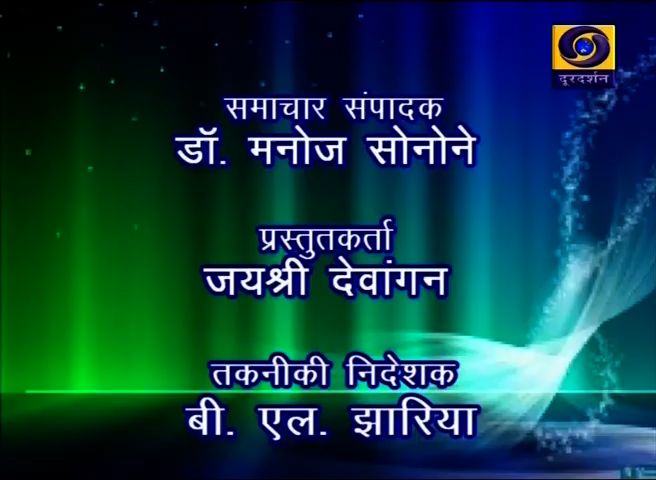 दूरदर्शन
समाचार संपादक
डॉ. मनोज सोनोने
प्रस्तुतकर्ता
जयश्री देवांगन
तकनीकी निदेशक
बी. एल. झारिया